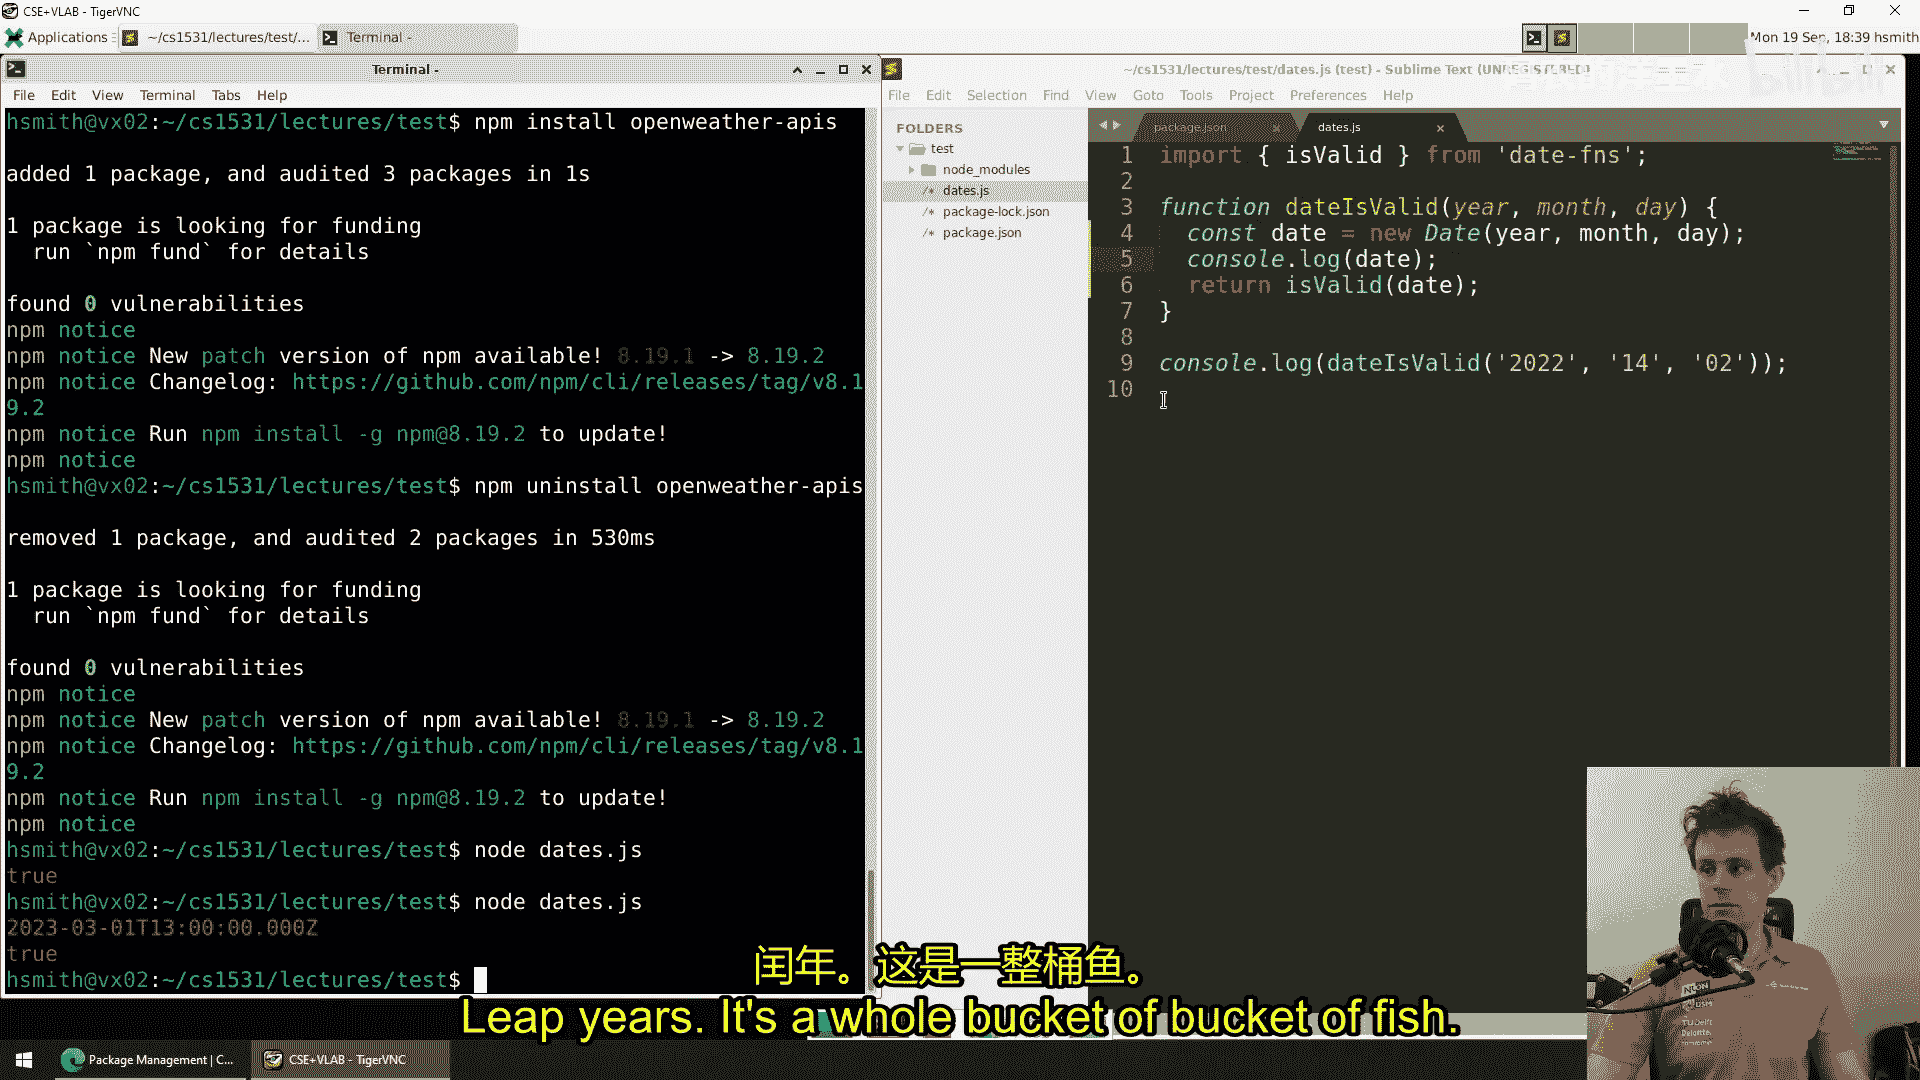 CSE+VLAB - TigerVNC
Applications
~/cs1531/lectures/test/...
Terminal -
Mon 19 Sep, 18:39 hsmith
Terminal -
File Edit View Terminal Tabs Help
hsmith@vx02:~/cs1531/lectures/test$ npm install openweather-apis
added 1 package, and audited 3 packages in 1s
1 package is looking for funding
run `npm fund` for details
found 0 vulnerabilities
npm notice
npm notice New patch version of npm available! 8.19.1 -> 8.19.2
npm notice Changelog: https://github.com/npm/cli/releases/tag/v8.1
9.2
npm notice Run npm install -g npm@8.19.2 to update!
npm notice
hsmith@vx02:~/cs1531/lectures/test$ npm uninstall openweather-apis
removed 1 package, and audited 2 packages in 530ms
1 package is looking for funding
run `npm fund` for details
found 0 vulnerabilities
npm notice
npm notice New patch version of npm available! 8.19.1 -> 8.19.2
npm notice Changelog: https://github.com/npm/cli/releases/tag/v8.1
9.2
npm notice Run npm install -g npm@8.19.2 to update!
npm notice
hsmith@vx02:~/cs1531/lectures/test$ node dates.js
true
hsmith@vx02:~/cs1531/lectures/test$ node dates.js
2023-03-01T13:00:00.000Z
true
hsmith@vx02:~/cs1531/lectures/test$
~/cs1531/lectures/test/dates.js (test) - Sublime Text (UNREGISTERED)
File Edit Selection Find View Goto Tools Project Preferences Help
FOLDERS
test
node_modules
/* dates.js
/* package-lock.json
/* package.json
package.json
dates.js
1 import { isValid } from 'date-fns';
2
3 function dateIsValid(year, month, day) {
4 const date = new Date(year, month, day);
5 console.log(date);
6 return isValid(date);
7 }
8
9 console.log(dateIsValid('2022', '14', '02'));
10
闰年。这是一整桶鱼。
Leap years. It's a whole bucket of bucket of fish.
Package Management | C...
CSE+VLAB - TigerVNC